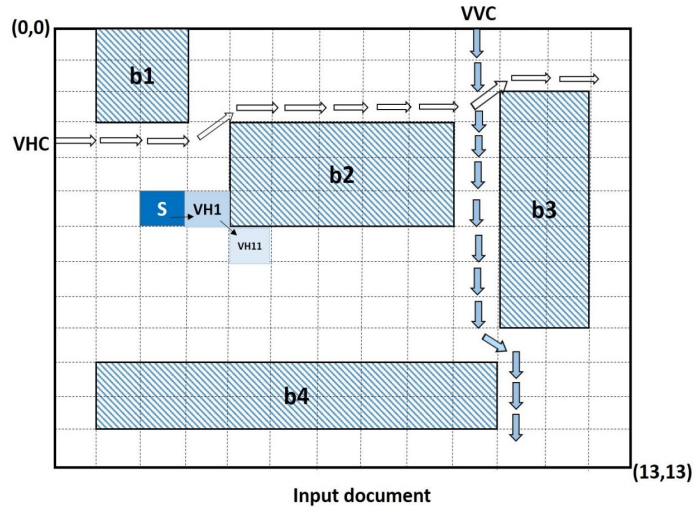 VVC
(0,0)
b1
VHC
b2
S
VH1
b3
VH11
b4
(13,13)
Input document